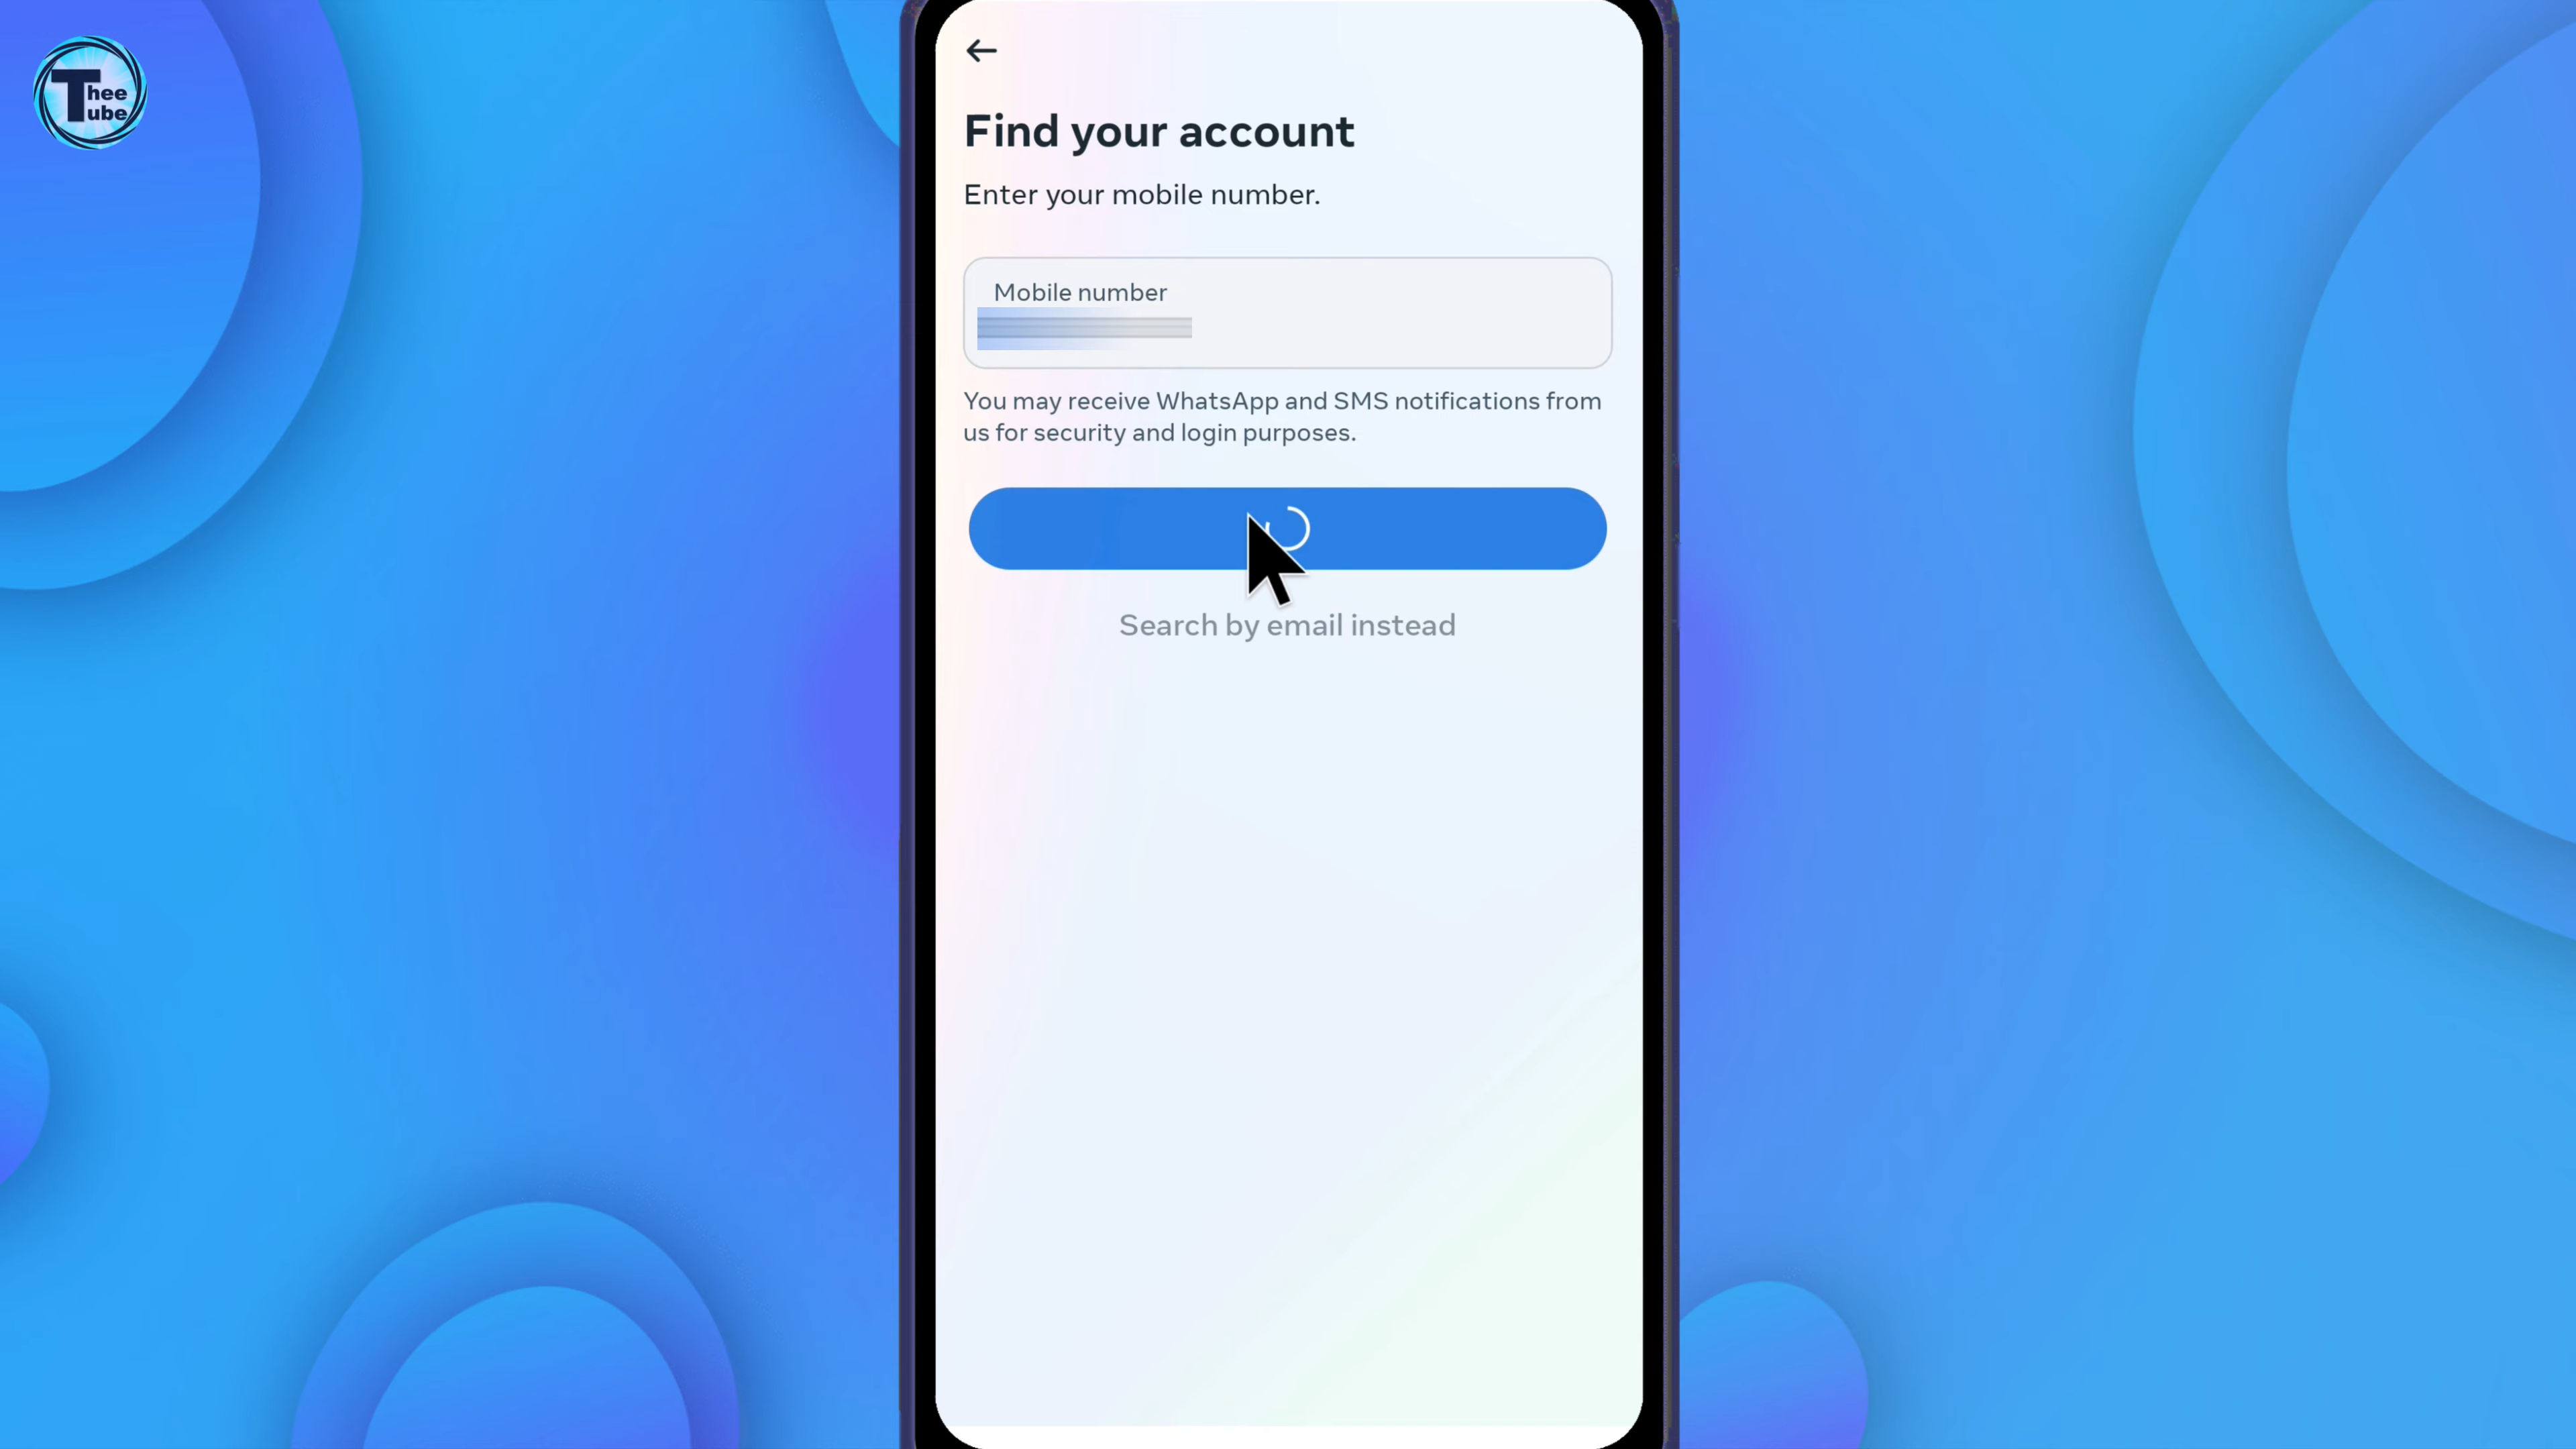 Thee
Tube
Find your account
Enter your mobile number.
Mobile number
You may receive WhatsApp and SMS notifications from
us for security and login purposes.
Search by email instead